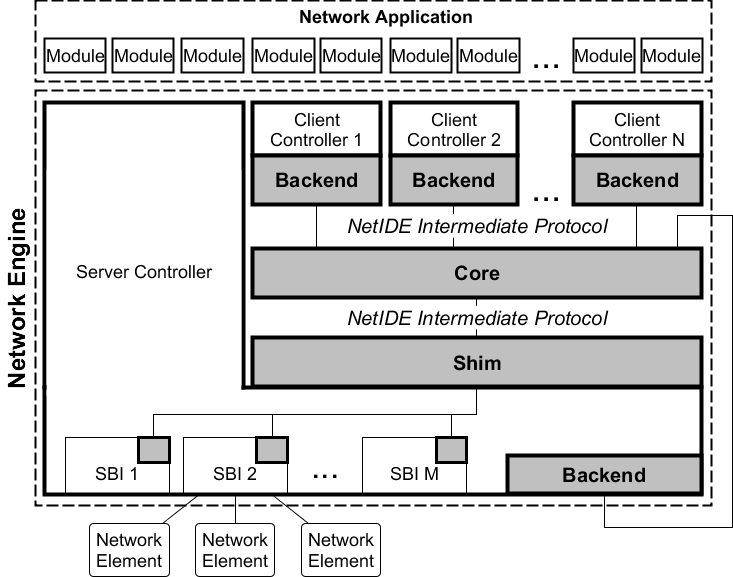 Network Application
Module Module Module Module Module Module Module ... Module Module
Network Engine
Client Controller 1
Client Controller 2
Client Controller N
Backend Backend ... Backend
NetIDE Intermediate Protocol
Server Controller
Core
NetIDE Intermediate Protocol
Shim
SBI 1 SBI 2 ... SBI M
Backend
Network Element
Network Element
Network Element